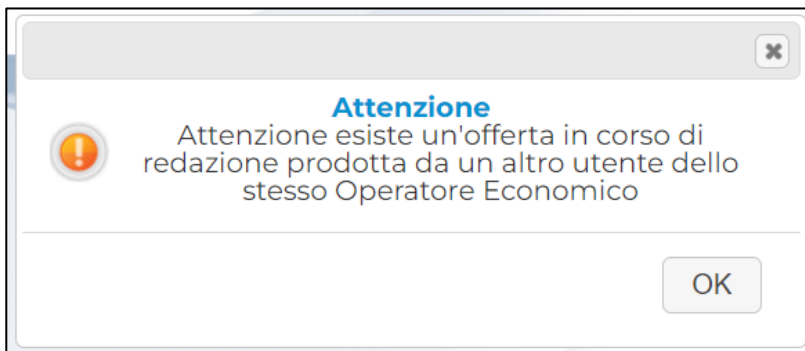 Attenzione
Attenzione esiste un'offerta in corso di
redazione prodotta da un altro utente dello
stesso Operatore Economico
OK